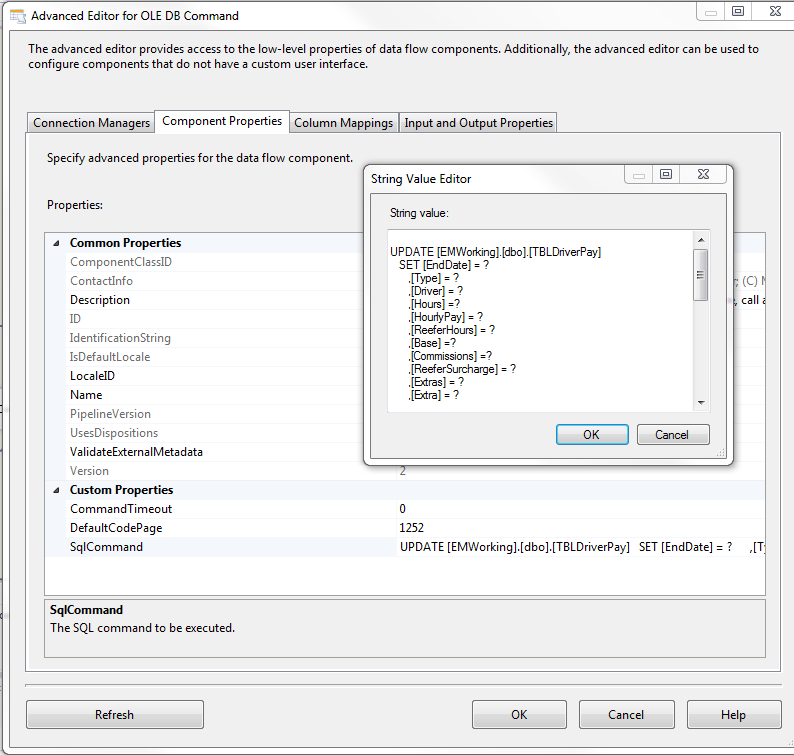 Advanced Editor for OLE DB Command
The advanced editor provides access to the low-level properties of data flow components. Additionally, the advanced editor can be used to
configure components that do not have a custom user interface.
Connection Managers
Component Properties
Column Mappings
Input and Output Properties
Specify advanced properties for the data flow component.
Properties:
Common Properties
ComponentClassID
ContactInfo
; (C) M
Description
, call a
ID
IdentificationString
IsDefaultLocale
LocaleID
Name
PipelineVersion
UsesDispositions
ValidateExternalMetadata
Version 2
Custom Properties
CommandTimeout 0
DefaultCodePage 1252
SqlCommand UPDATE [EMWorking].[dbo].[TBLDriverPay] SET [EndDate] = ? ,[Ty
String Value Editor
String value:
UPDATE [EMWorking].[dbo].[TBLDriverPay]
SET [EndDate] = ?
,[Type] = ?
,[Driver] = ?
,[Hours] =?
,[HourlyPay] = ?
,[ReeferHours] = ?
,[Base] =?
,[Commissions] =?
,[ReeferSurcharge] = ?
,[Extras] = ?
,[Extra] = ?
OK
Cancel
SqlCommand
The SQL command to be executed.
Refresh
OK
Cancel
Help